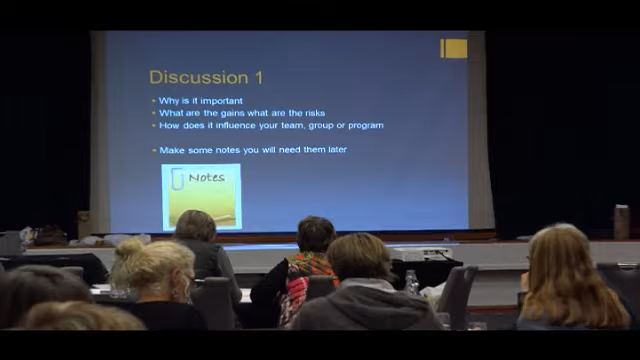 Discussion 1
Why is it important
What are the gains what are the risks
How does it influence your team, group or program
Make some notes you will need them later
Notes